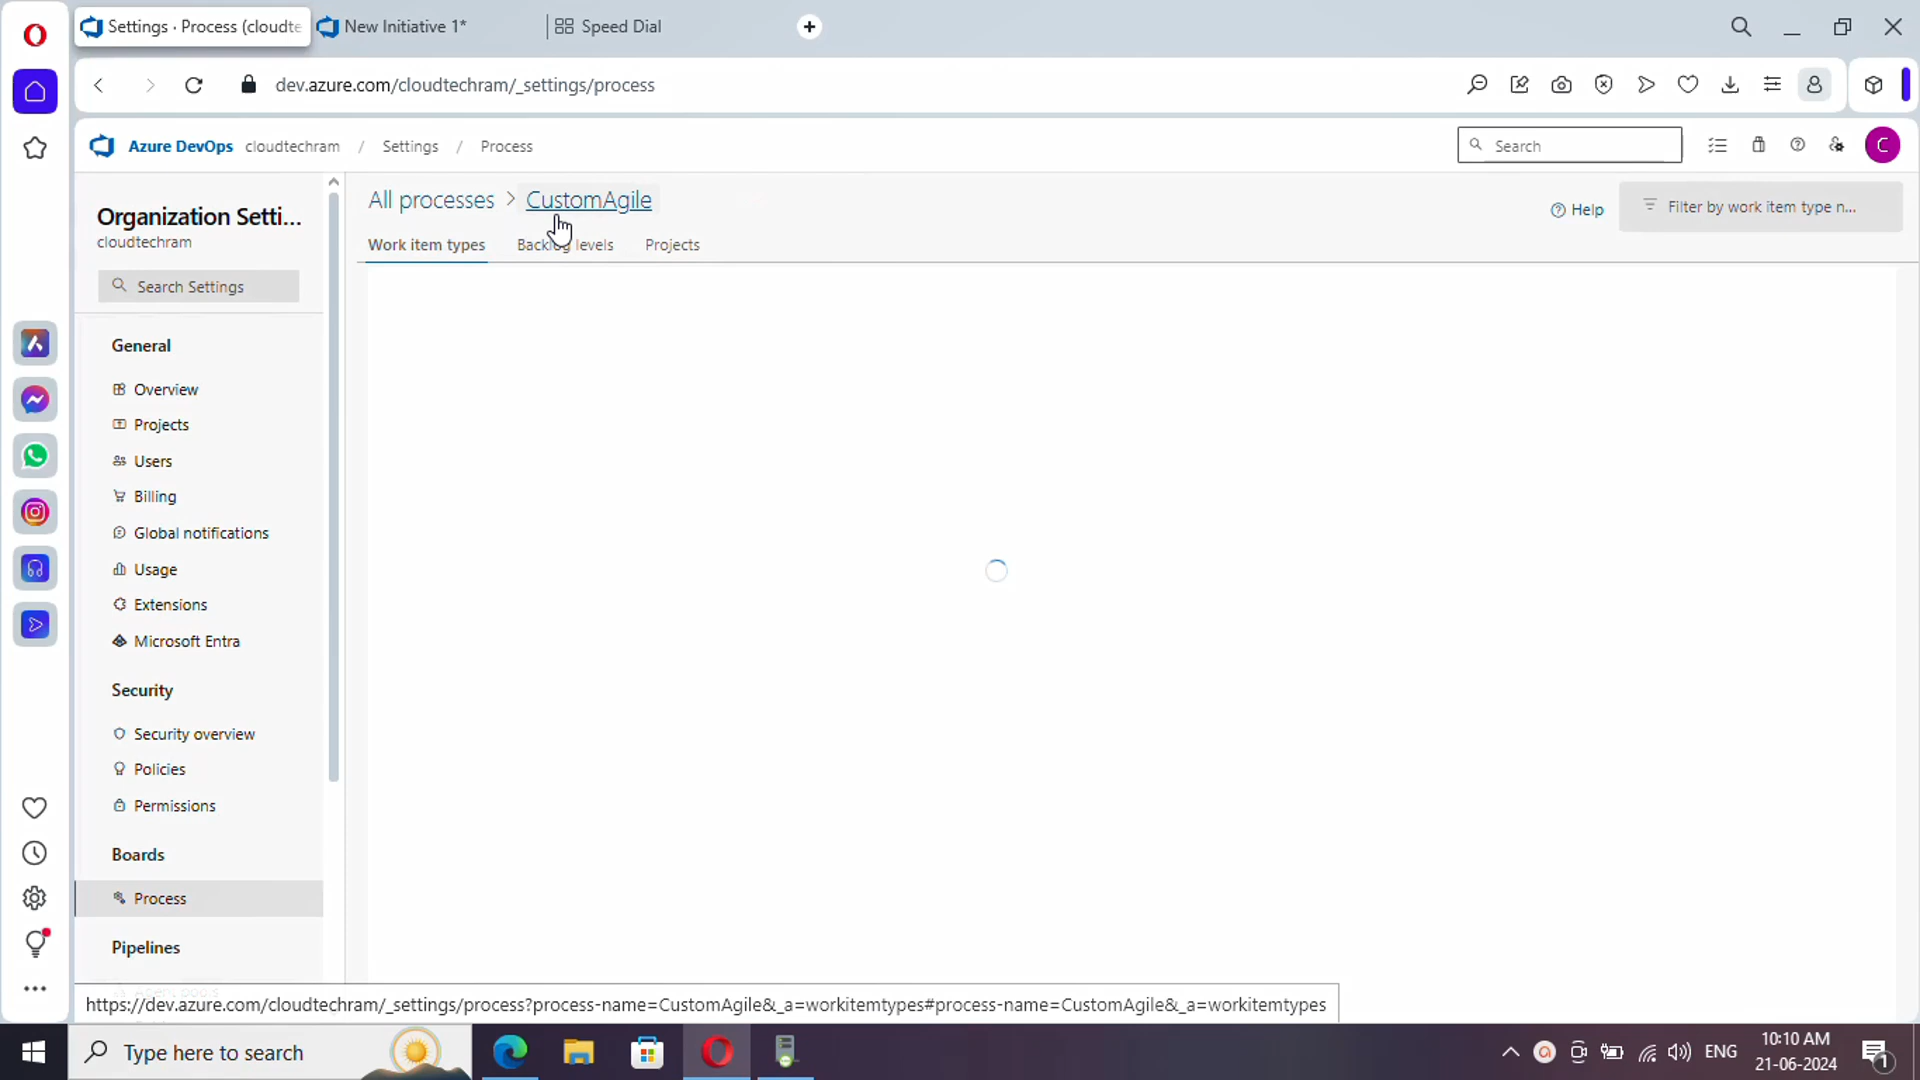 Settings · Process (cloudte
New Initiative 1*
Speed Dial
dev.azure.com/cloudtechram/_settings/process
Azure DevOps cloudtechram / Settings / Process
Search
C
Organization Setti...
cloudtechram
Search Settings
General
Overview
Projects
Users
Billing
Global notifications
Usage
Extensions
Microsoft Entra
Security
Security overview
Policies
Permissions
Boards
Process
Pipelines
Agent pools
All processes > CustomAgile
Help
Filter by work item type n...
Work item types
Backlog levels
Projects
https://dev.azure.com/cloudtechram/_settings/process?process-name=CustomAgile&_a=workitemtypes#process-name=CustomAgile&_a=workitemtypes
Type here to search
ENG
10:10 AM
21-06-2024
1